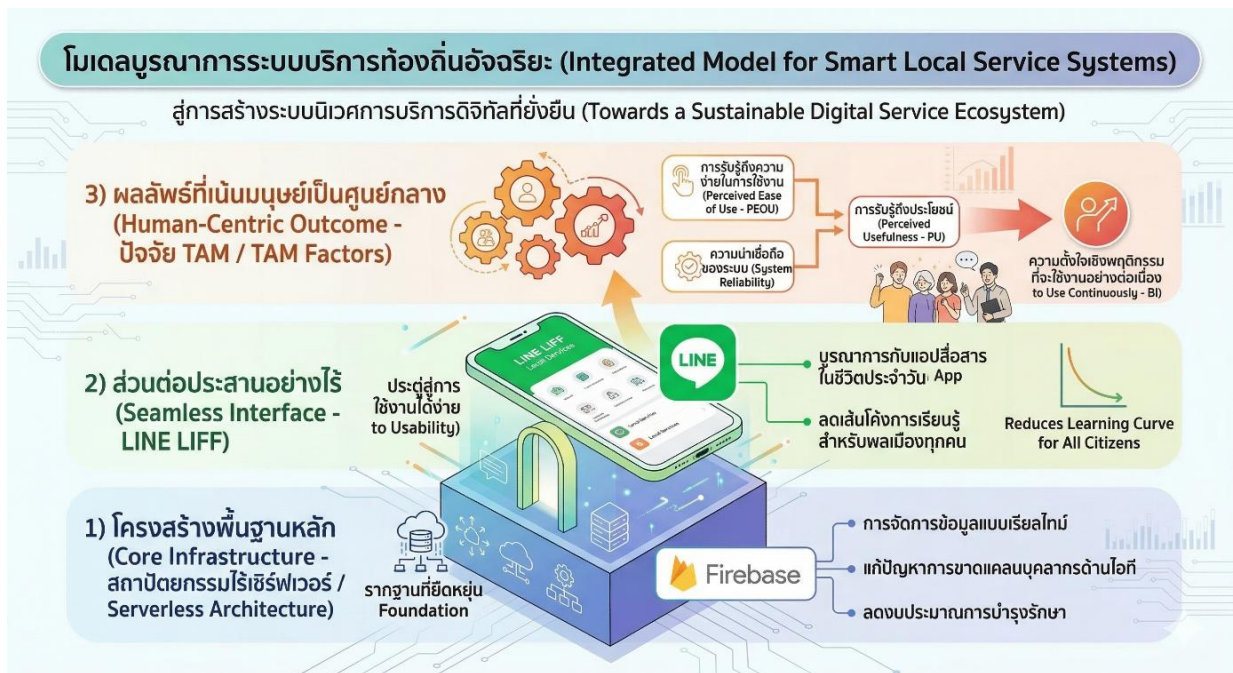 โมเดลบูรณาการระบบบริการท้องถิ่นอัจฉริยะ (Integrated Model for Smart Local Service Systems)
สู่การสร้างระบบนิเวศการบริการดิจิทัลที่ยั่งยืน (Towards a Sustainable Digital Service Ecosystem)
3) ผลลัพธ์ที่เน้นมนุษย์เป็นศูนย์กลาง
(Human-Centric Outcome -
ปัจจัย TAM / TAM Factors)
การรับรู้ถึงความ
ง่ายในการใช้งาน
(Perceived Ease
of Use - PEOU)
ความน่าเชื่อถือ
ของระบบ (System
Reliability)
การรับรู้ถึงประโยชน์
(Perceived
Usefulness - PU)
ความตั้งใจเชิงพฤติกรรม
ที่จะใช้งานอย่างต่อเนื่อง
to Use Continuously - BI)
2) ส่วนต่อประสานอย่างไร้
(Seamless Interface -
LINE LIFF)
ประตู่สู่การ
ใช้งานได้ง่าย
to Usability)
LINE LIFF
Services
LINE
บูรณาการกับแอปสื่อสาร
ในชีวิตประจำวัน App
ลดเส้นโค้งการเรียนรู้
สำหรับพลเมืองทุกคน
Reduces Learning Curve
for All Citizens
1) โครงสร้างพื้นฐานหลัก
(Core Infrastructure -
สถาปัตยกรรมไร้เซิร์ฟเวอร์ /
Serverless Architecture)
รากฐานที่ยืดหยุ่น
Foundation
Firebase
การจัดการข้อมูลแบบเรียลไทม์
แก้ปัญหาการขาดแคลนบุคลากรด้านไอที
ลดงบประมาณการบำรุงรักษา